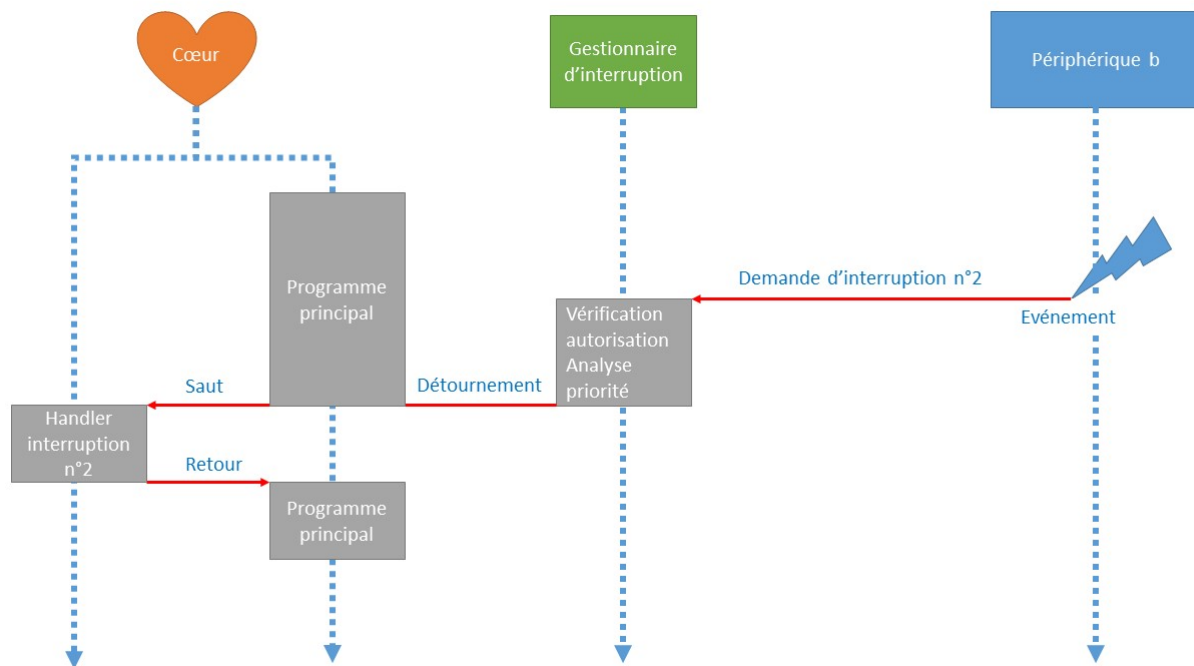 Cœur
Gestionnaire
d’interruption
Périphérique b
Programme
principal
Demande d’interruption n°2
Evénement
Vérification
autorisation
Analyse
priorité
Saut
Détournement
Handler
interruption
n°2
Retour
Programme
principal